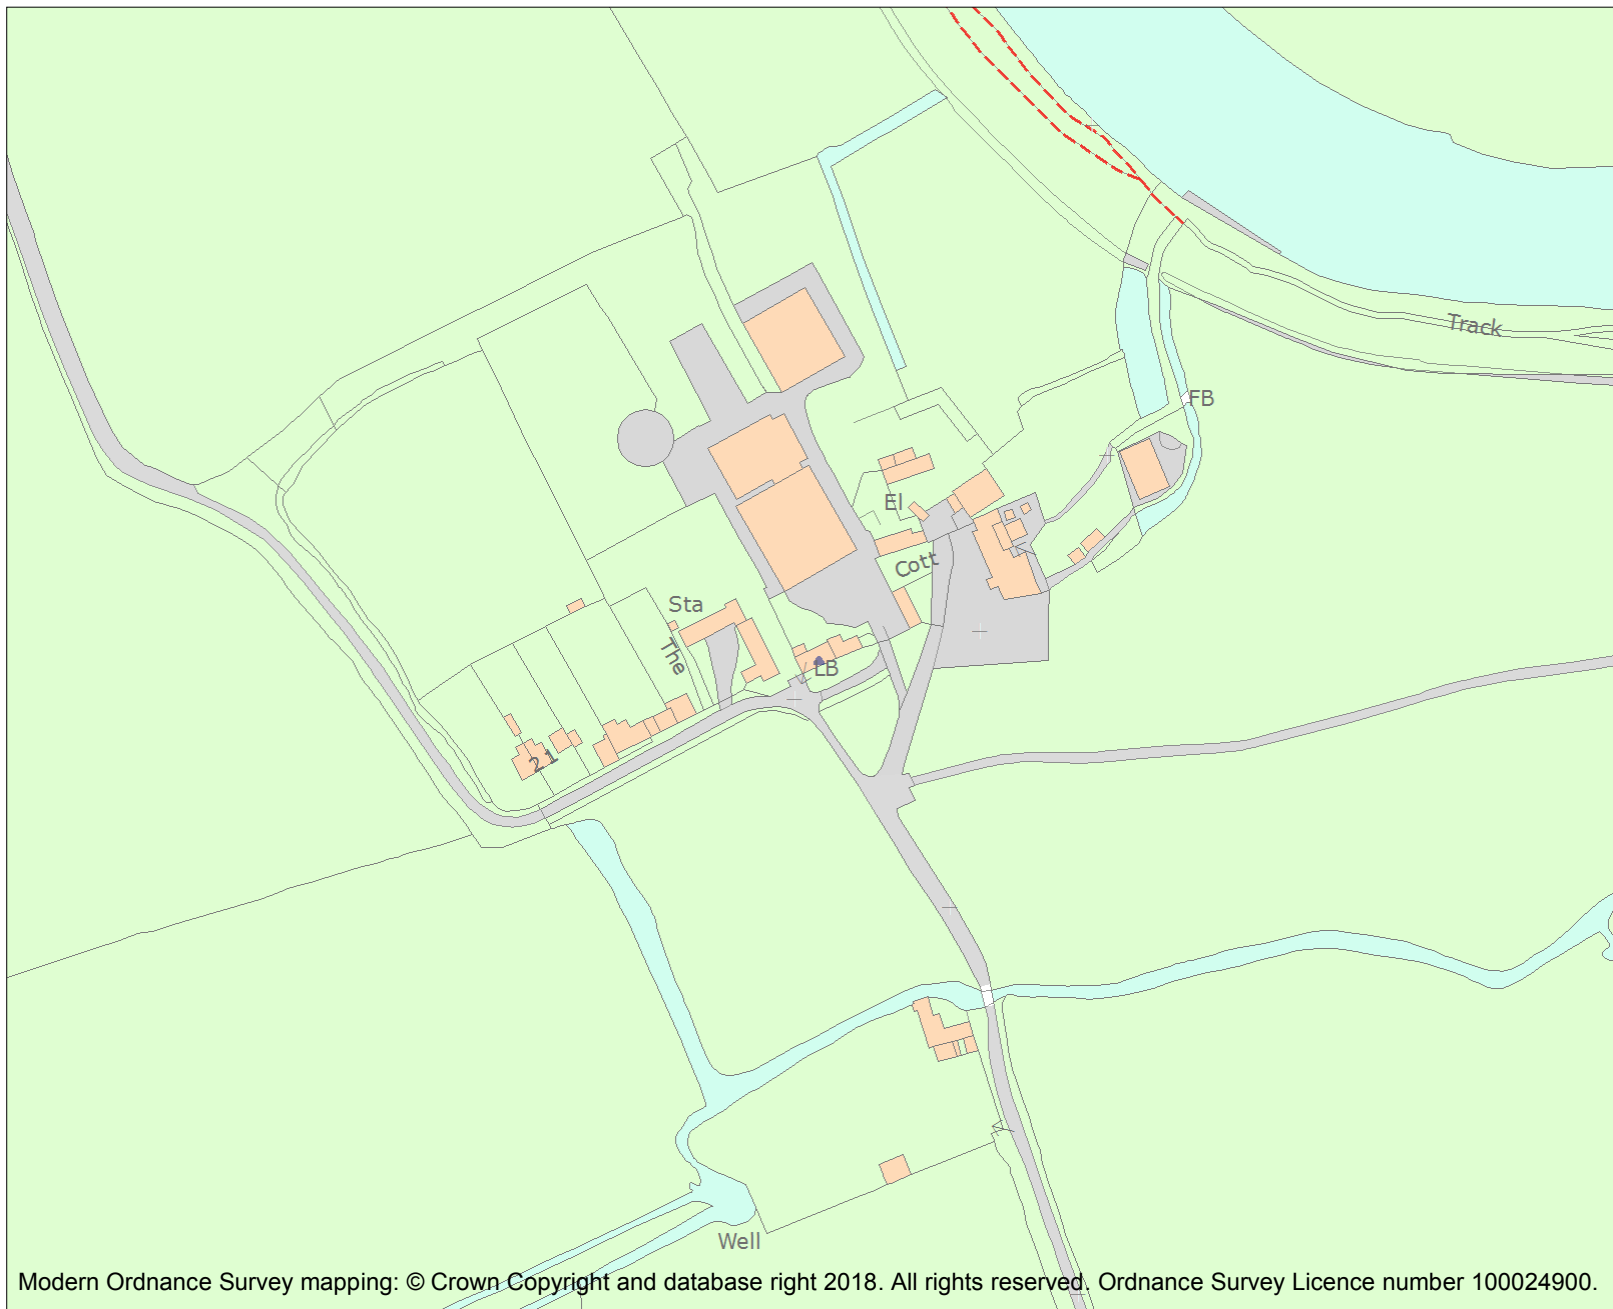 Track
FB
El
Cott
Sta
The
LB
21
Well
Modern Ordnance Survey mapping: © Crown Copyright and database right 2018. All rights reserved. Ordnance Survey Licence number 100024900.